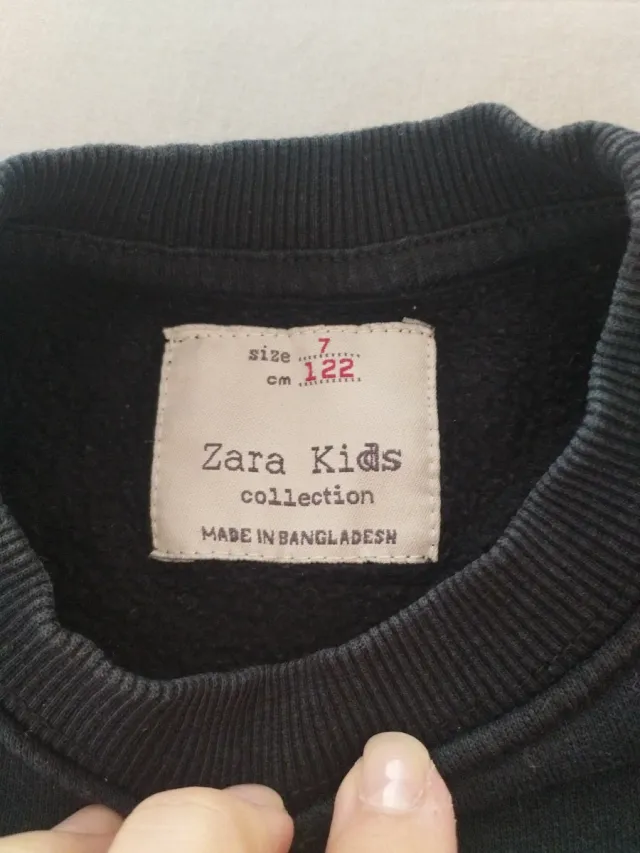 size 7
cm 122
Zara Kids
collection
MADE IN BANGLADESH